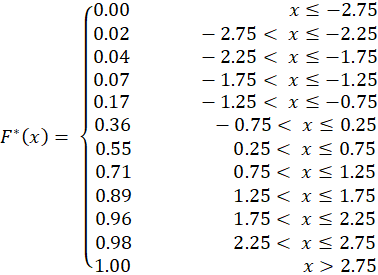 0.00 x ≤ −2.75
0.02 − 2.75 < x ≤ −2.25
0.04 − 2.25 < x ≤ −1.75
0.07 − 1.75 < x ≤ −1.25
0.17 − 1.25 < x ≤ −0.75
F*(x) = { 0.36 − 0.75 < x ≤ 0.25
0.55 0.25 < x ≤ 0.75
0.71 0.75 < x ≤ 1.25
0.89 1.25 < x ≤ 1.75
0.96 1.75 < x ≤ 2.25
0.98 2.25 < x ≤ 2.75
1.00 x > 2.75